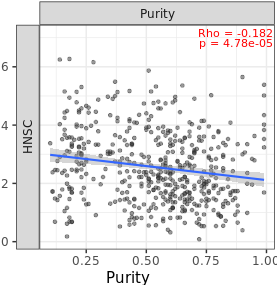 Purity
Rho = -0.182
p = 4.78e-05
HNSC
6
4
2
0
0.25
0.50
0.75
1.00
Purity